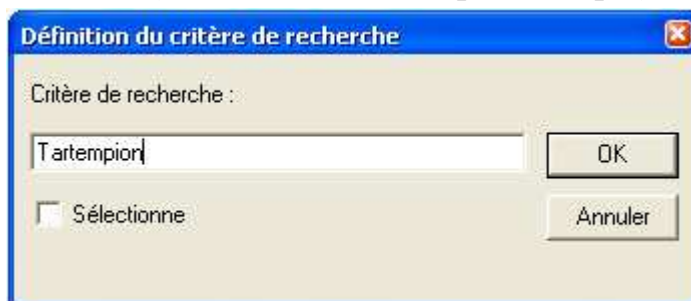 Définition du critère de recherche
Critère de recherche :
Tartempion
OK
Sélectionne
Annuler